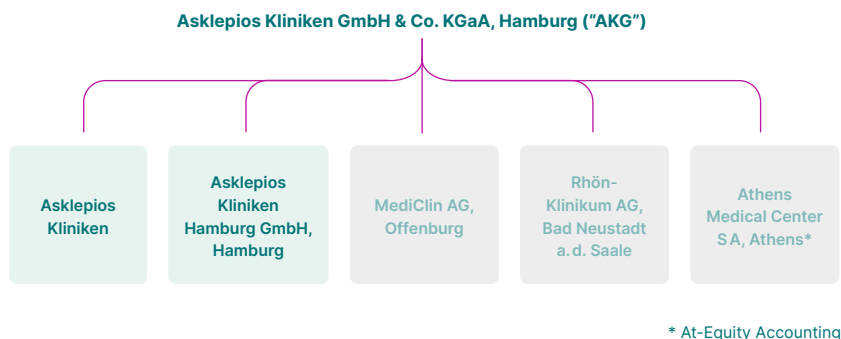 Asklepios Kliniken GmbH & Co. KGaA, Hamburg (“AKG”)
Asklepios
Kliniken
Asklepios
Kliniken
Hamburg GmbH,
Hamburg
MediClin AG,
Offenburg
Rhön-
Klinikum AG,
Bad Neustadt
a. d. Saale
Athens
Medical Center
S A, Athens*
* At-Equity Accounting